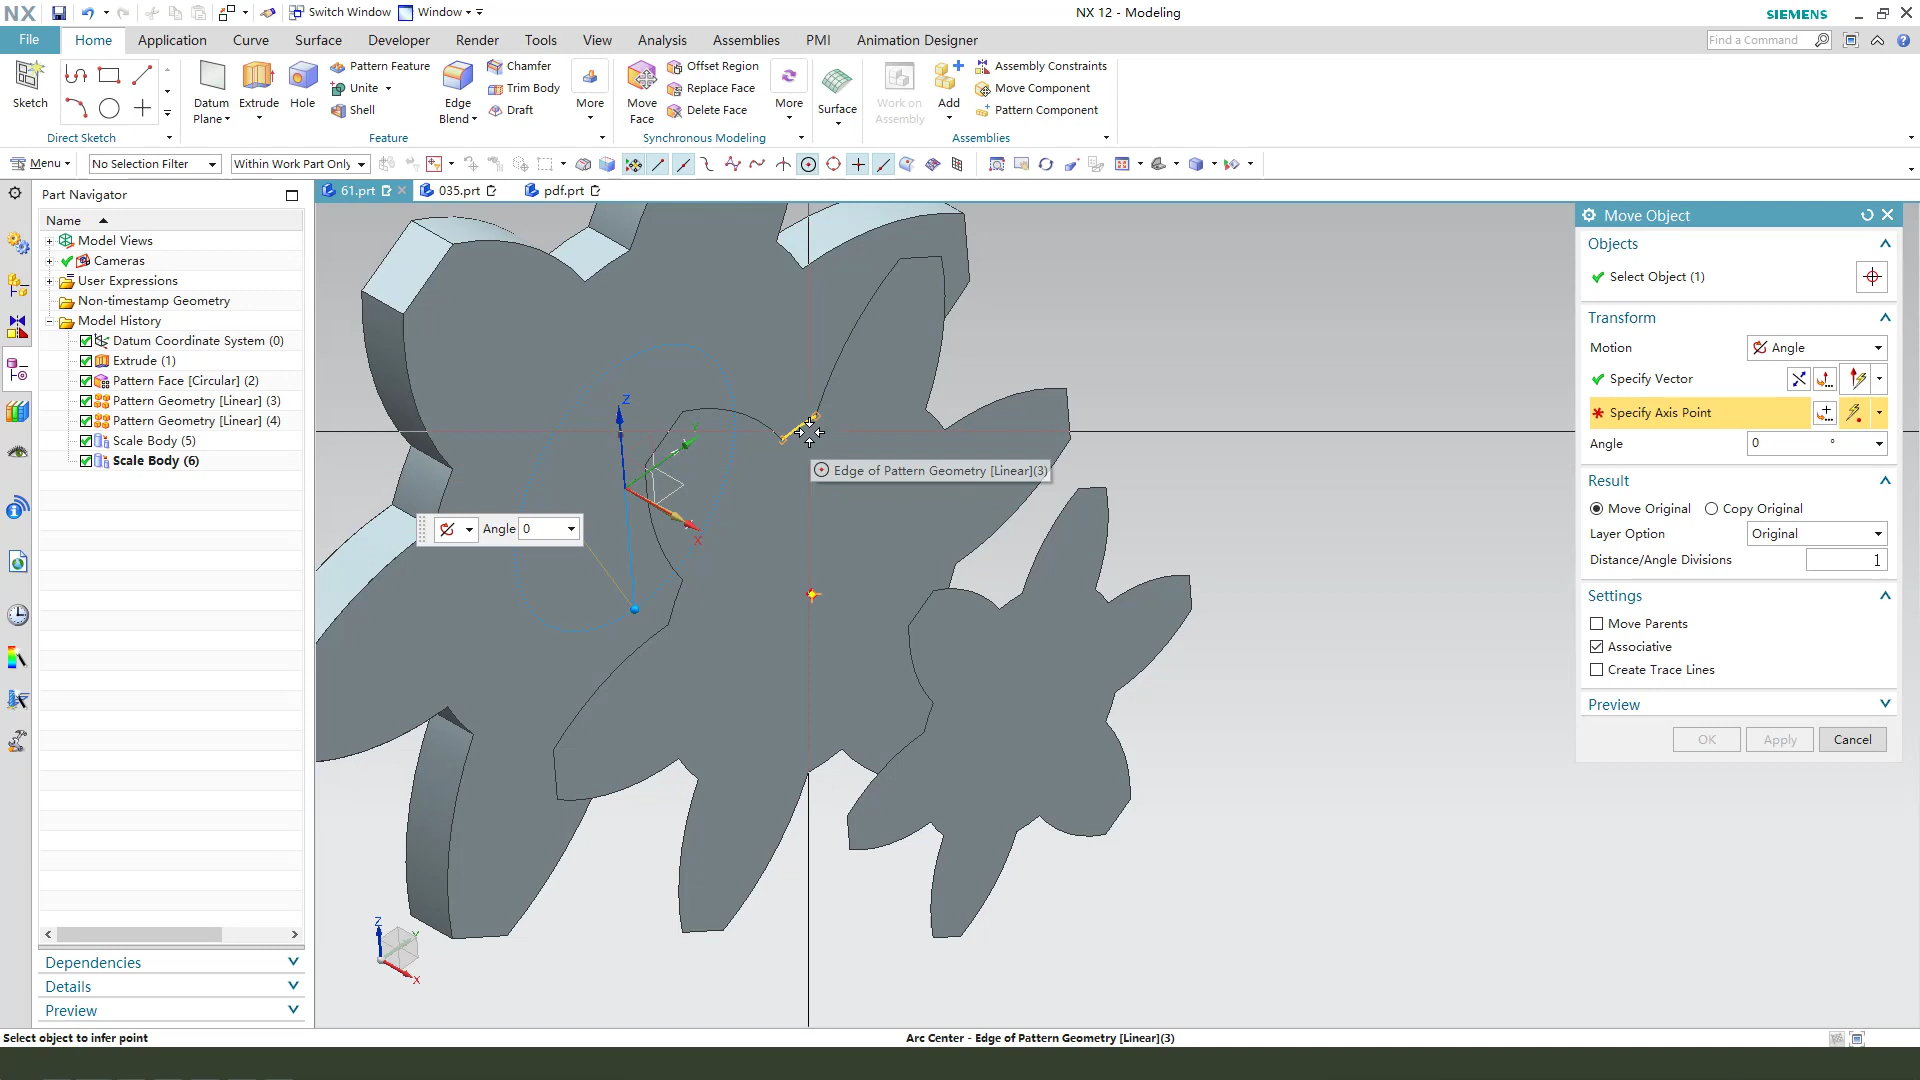 NX
Switch Window
Window
NX 12 - Modeling
SIEMENS
File
Home
Application
Curve
Surface
Developer
Render
Tools
View
Analysis
Assemblies
PMI
Animation Designer
Find a Command
Sketch
Direct Sketch
Datum
Plane
Extrude
Hole
Pattern Feature
Unite
Shell
Feature
Edge
Blend
Chamfer
Trim Body
Draft
More
Move
Face
Offset Region
Replace Face
Delete Face
Synchronous Modeling
More
Surface
Work on
Assembly
Add
Assembly Constraints
Move Component
Pattern Component
Assemblies
Menu
No Selection Filter
Within Work Part Only
Part Navigator
61.prt
035.prt
pdf.prt
Name
Model Views
Cameras
User Expressions
Non-timestamp Geometry
Model History
Datum Coordinate System (0)
Extrude (1)
Pattern Face [Circular] (2)
Pattern Geometry [Linear] (3)
Pattern Geometry [Linear] (4)
Scale Body (5)
Scale Body (6)
Dependencies
Details
Preview
Z
Y
X
Angle 0
Edge of Pattern Geometry [Linear](3)
Z
Y
X
Move Object
Objects
Select Object (1)
Transform
Motion
Angle
Specify Vector
Specify Axis Point
Angle
0
°
Result
Move Original
Copy Original
Layer Option
Original
Distance/Angle Divisions
1
Settings
Move Parents
Associative
Create Trace Lines
Preview
OK
Apply
Cancel
Select object to infer point
Arc Center - Edge of Pattern Geometry [Linear](3)